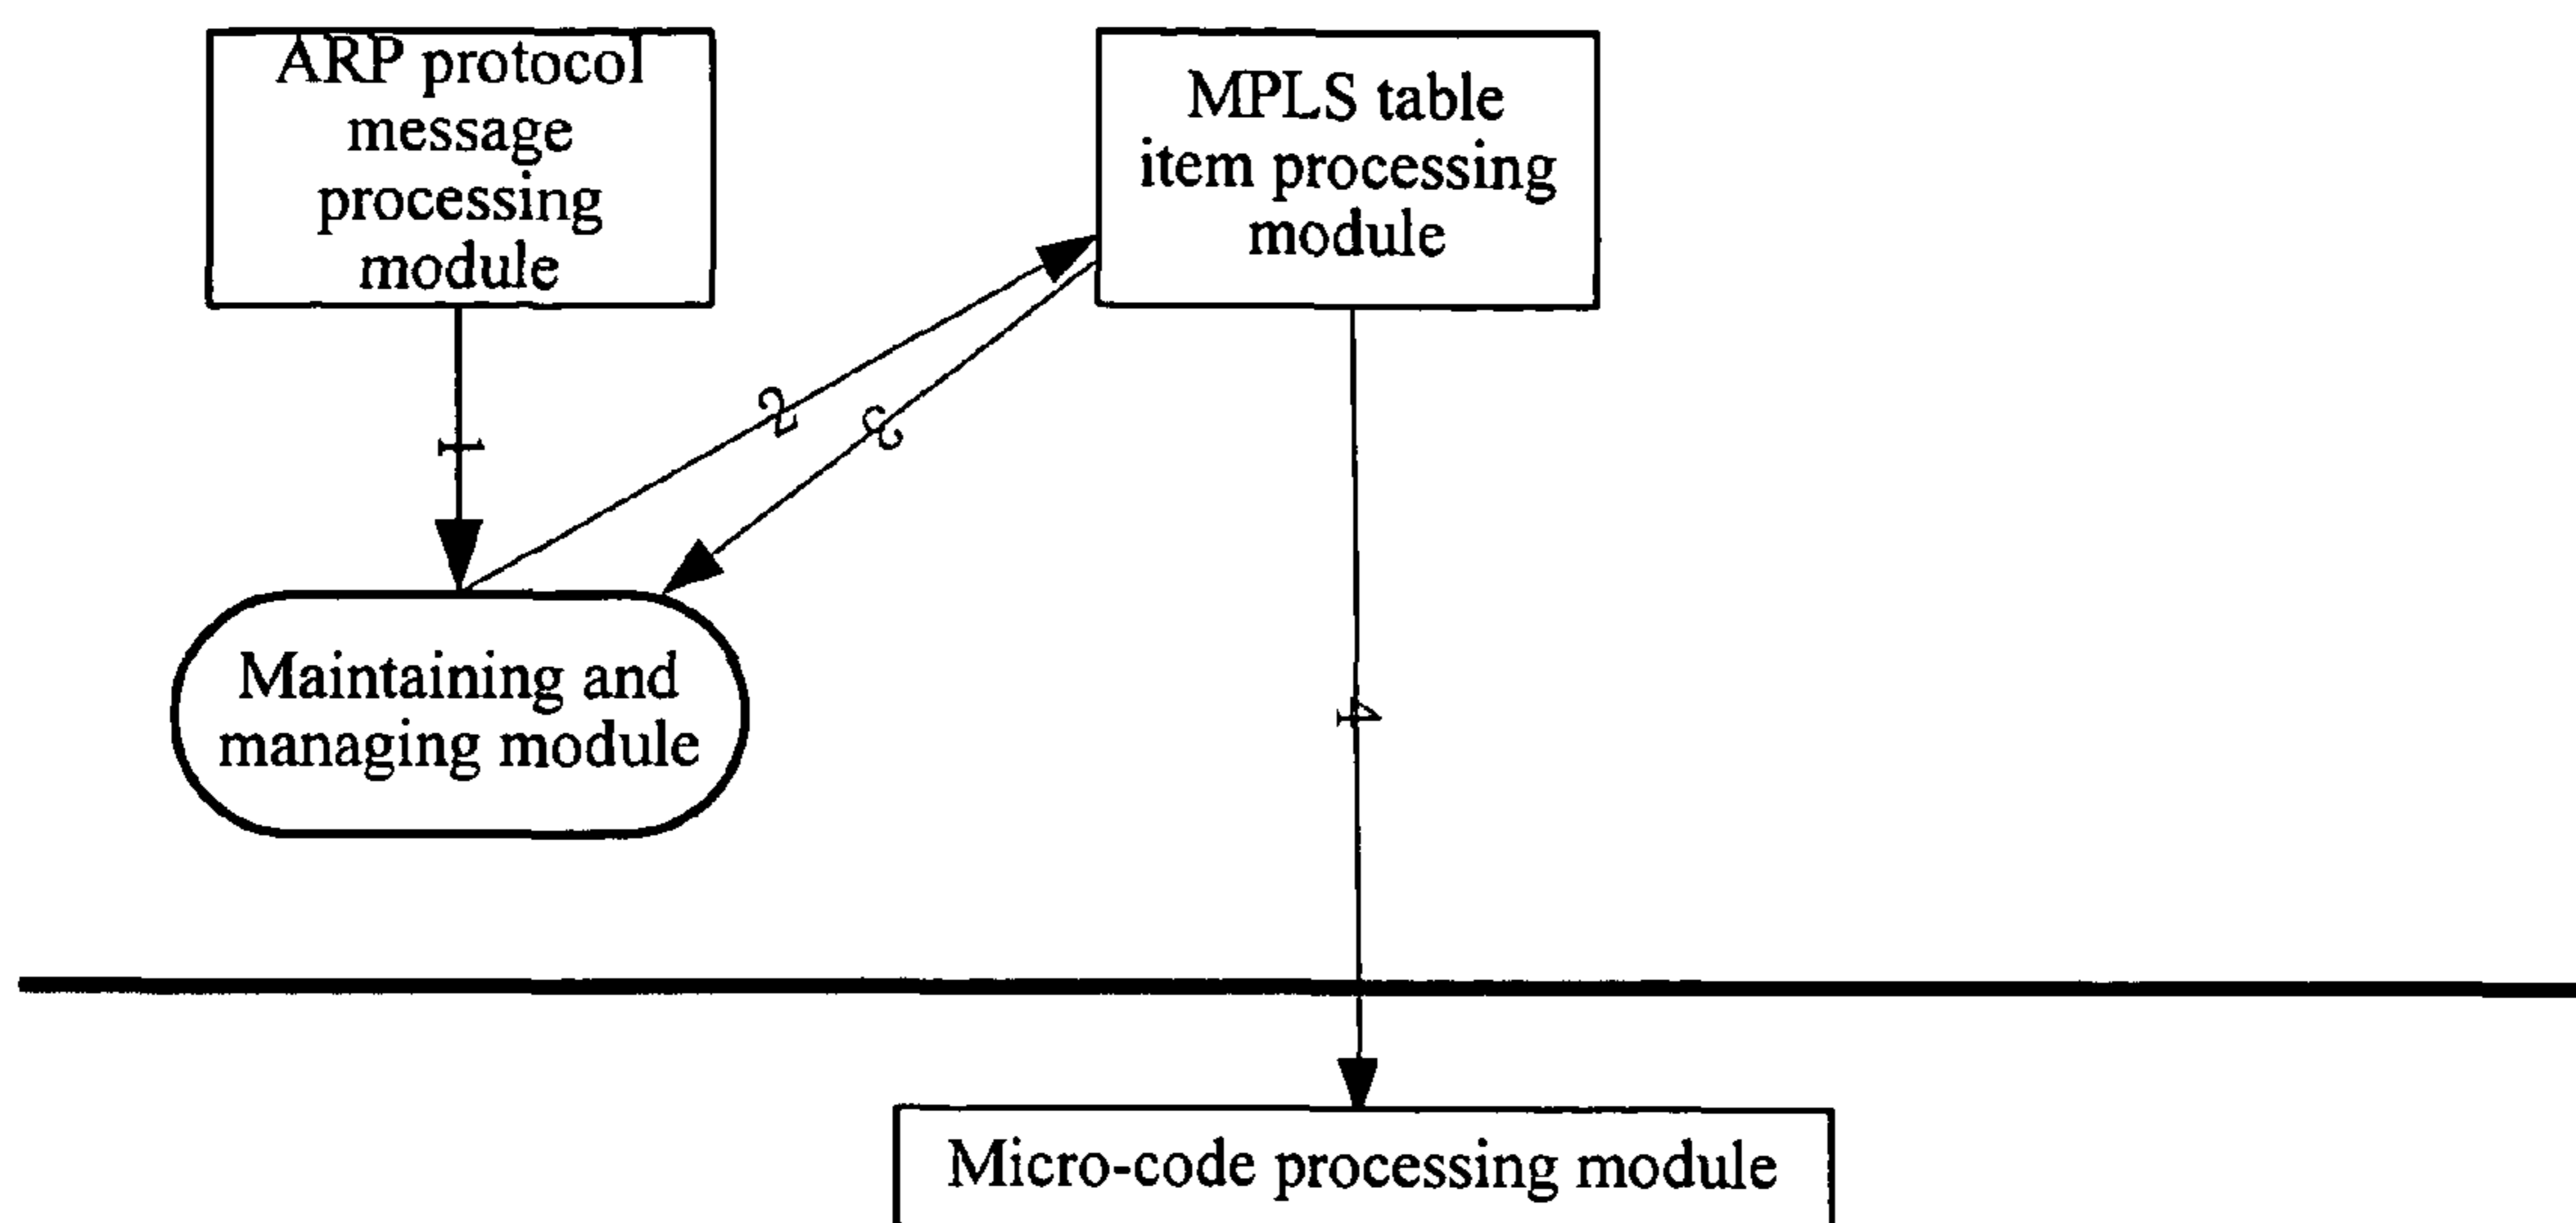 ARP protocol
message
processing
module
MPLS table
item processing
module
1
2
3
Maintaining and
managing module
4
Micro-code processing module